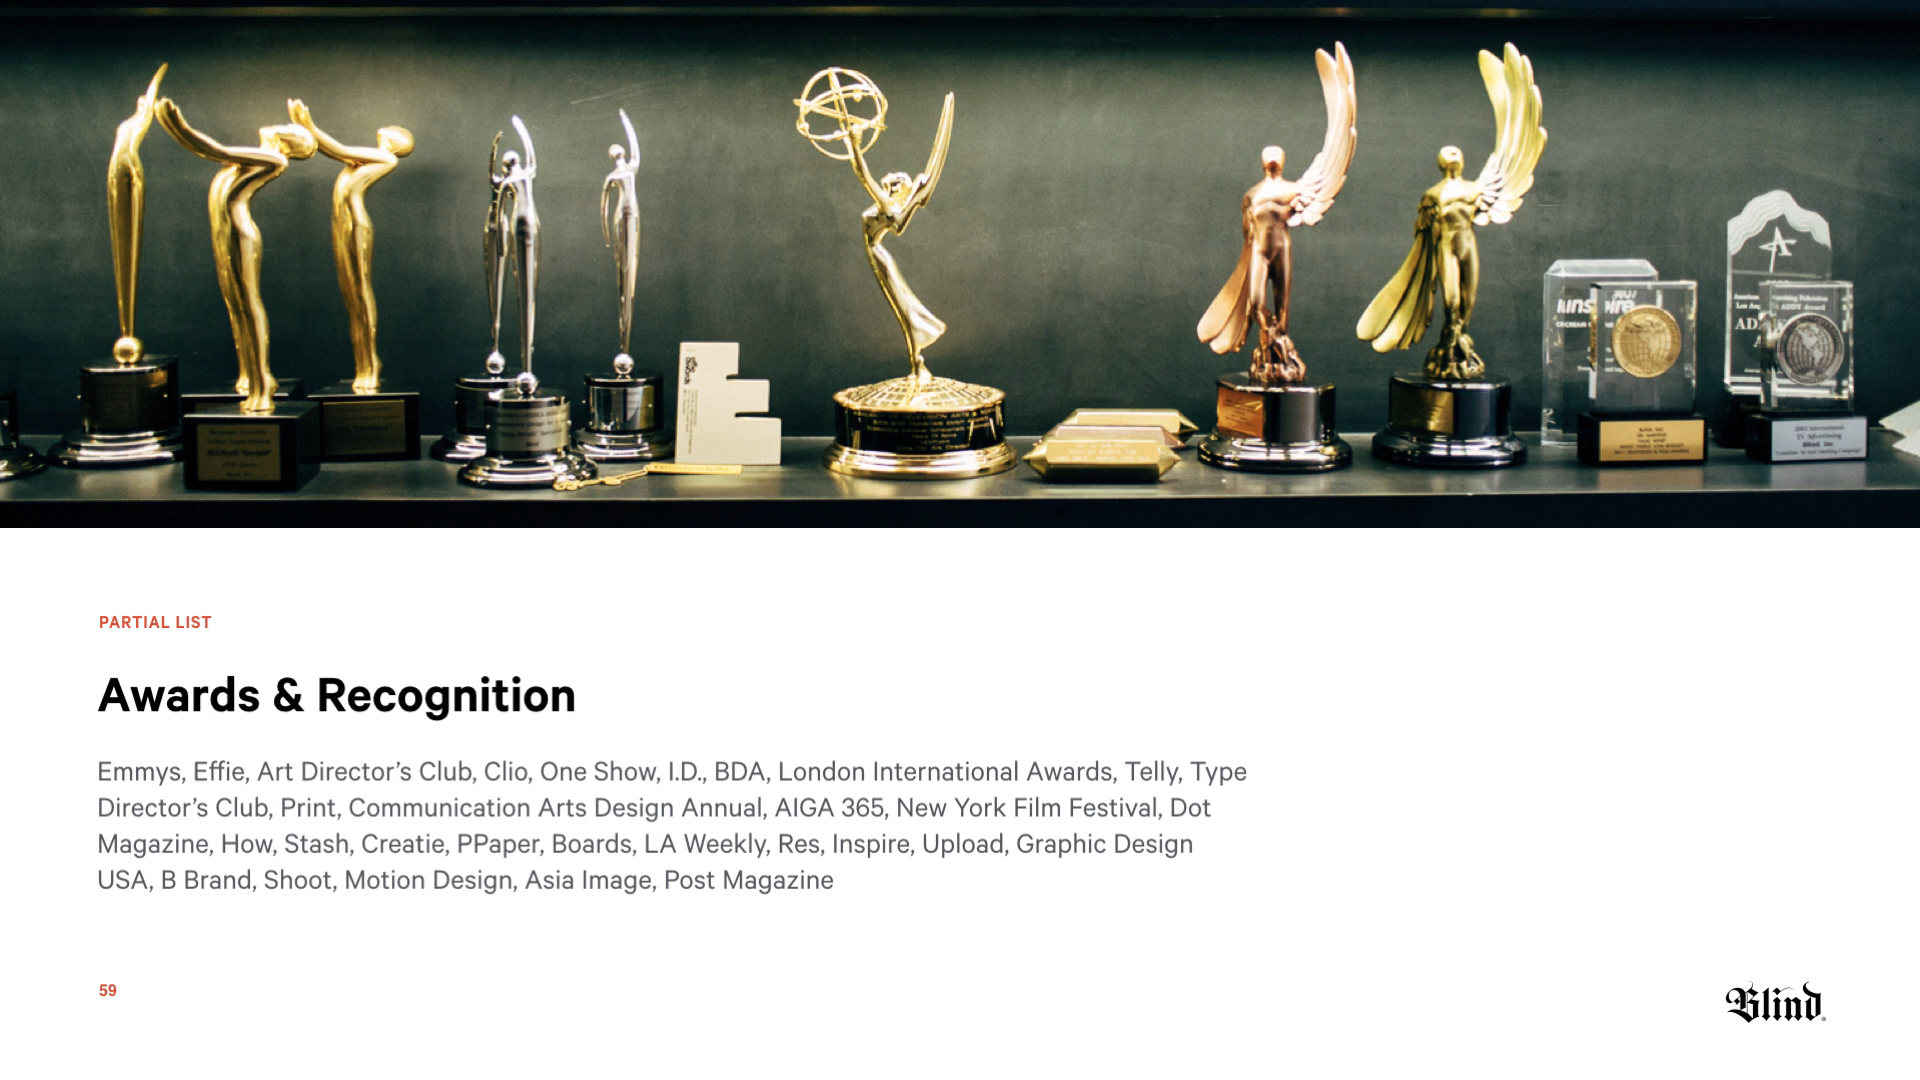 inspire
PARTIAL LIST
Awards & Recognition
Emmys, Effie, Art Director’s Club, Clio, One Show, I.D., BDA, London International Awards, Telly, Type
Director’s Club, Print, Communication Arts Design Annual, AIGA 365, New York Film Festival, Dot
Magazine, How, Stash, Creatie, PPaper, Boards, LA Weekly, Res, Inspire, Upload, Graphic Design
USA, B Brand, Shoot, Motion Design, Asia Image, Post Magazine
59
Blind